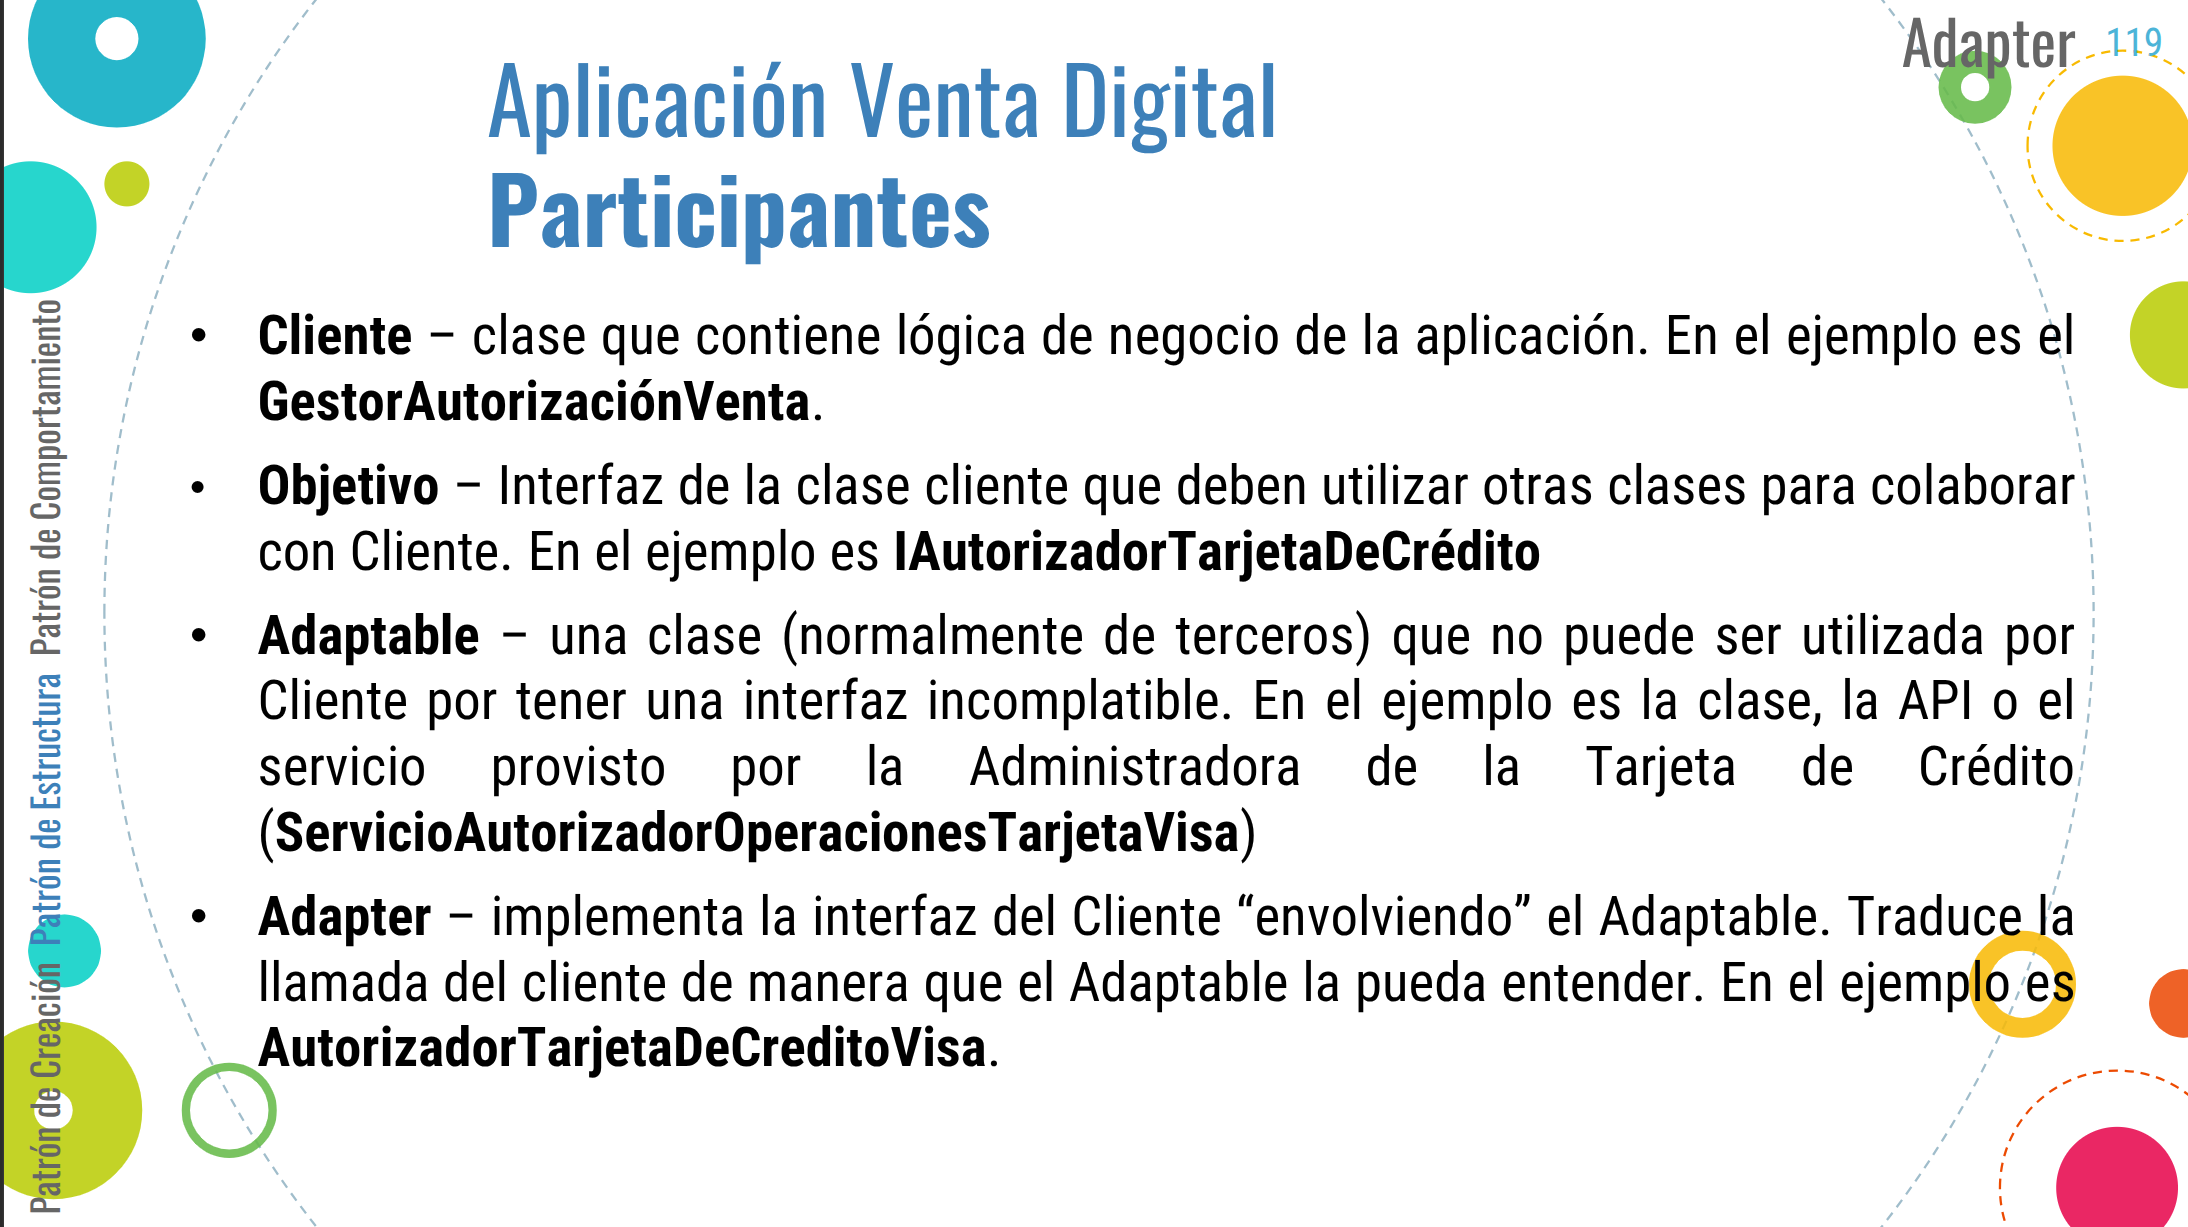 Adapter
119
Aplicación Venta Digital
Participantes
• Cliente – clase que contiene lógica de negocio de la aplicación. En el ejemplo es el
GestorAutorizaciónVenta.
• Objetivo – Interfaz de la clase cliente que deben utilizar otras clases para colaborar
con Cliente. En el ejemplo es IAutorizadorTarjetaDeCrédito
• Adaptable – una clase (normalmente de terceros) que no puede ser utilizada por
Cliente por tener una interfaz incomplatible. En el ejemplo es la clase, la API o el
servicio provisto por la Administradora de la Tarjeta de Crédito
(ServicioAutorizadorOperacionesTarjetaVisa)
• Adapter – implementa la interfaz del Cliente “envolviendo” el Adaptable. Traduce la
llamada del cliente de manera que el Adaptable la pueda entender. En el ejemplo es
AutorizadorTarjetaDeCreditoVisa.
Patrón de Creación Patrón de Estructura Patrón de Comportamiento